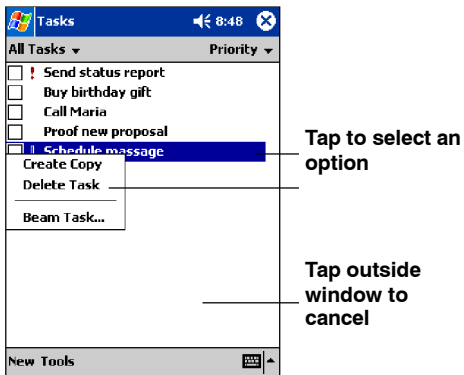 Tasks 8:48
All Tasks Priority
! Send status report
Buy birthday gift
Call Maria
Proof new proposal
Schedule massage
Create Copy
Delete Task
Beam Task...
New Tools
Tap to select an
option
Tap outside
window to
cancel